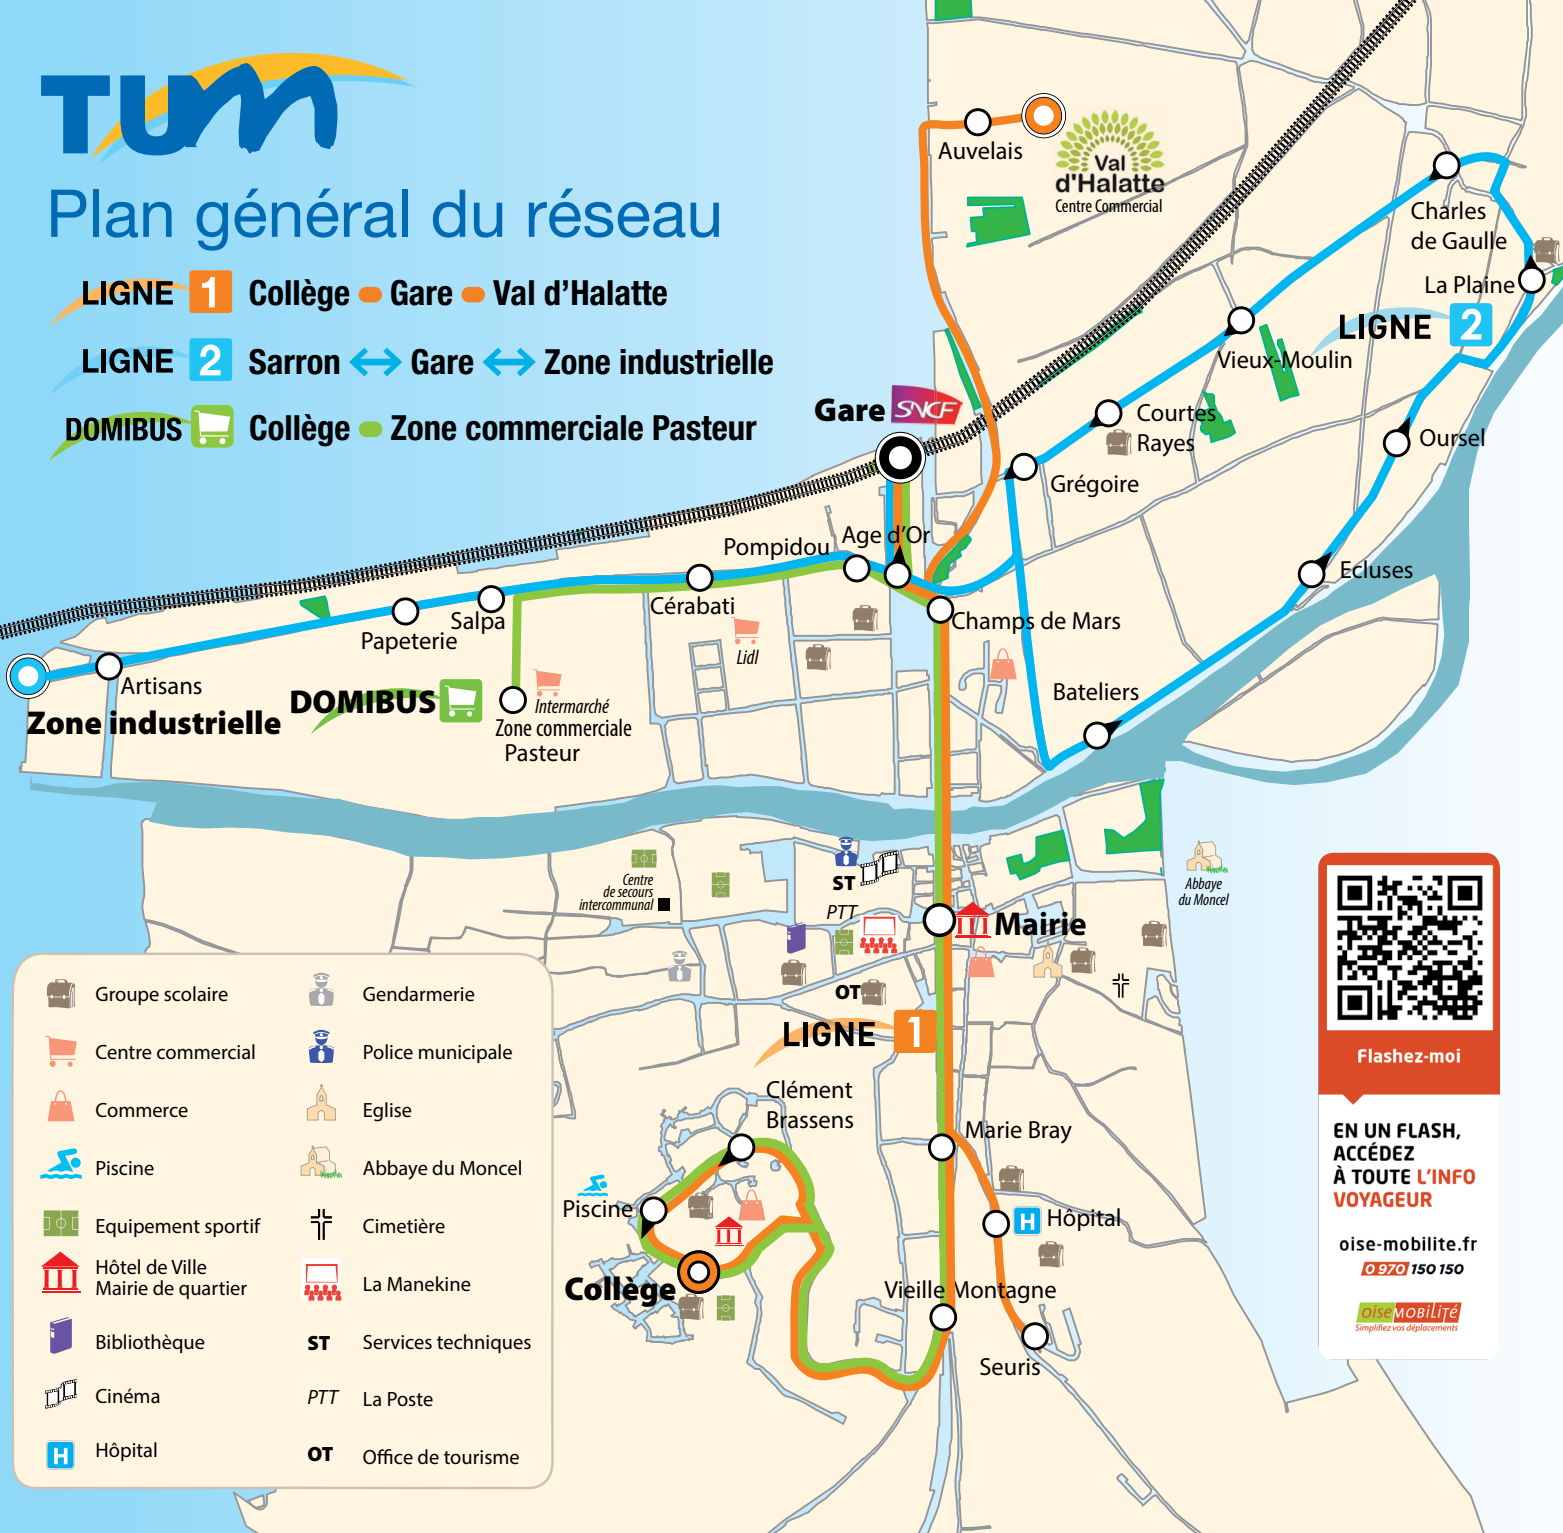 TUM
Plan général du réseau
LIGNE 1 Collège Gare Val d'Halatte
LIGNE 2 Sarron Gare Zone industrielle
DOMIBUS Collège Zone commerciale Pasteur
Auvelais
Val
d'Halatte
Centre Commercial
Charles
de Gaulle
La Plaine
LIGNE 2
Vieux-Moulin
Gare SNCF
Courtes
Rayes
Oursel
Grégoire
Age d'Or
Pompidou
Ecluses
Cérabati
Salpa
Papeterie
Champs de Mars
Lidl
Artisans
Zone industrielle
DOMIBUS
Intermarché
Zone commerciale
Pasteur
Bateliers
Centre
de secours
intercommunal
ST
PTT
Abbaye
du Moncel
Mairie
OT
LIGNE 1
Clément
Brassens
Marie Bray
Piscine
H Hôpital
Collège
Vieille Montagne
Seuris
Groupe scolaire
Centre commercial
Commerce
Piscine
Equipement sportif
Hôtel de Ville
Mairie de quartier
Bibliothèque
Cinéma
H Hôpital
Gendarmerie
Police municipale
Eglise
Abbaye du Moncel
Cimetière
La Manekine
ST Services techniques
PTT La Poste
OT Office de tourisme
Flashez-moi
EN UN FLASH,
ACCÉDEZ
À TOUTE L'INFO
VOYAGEUR
oise-mobilite.fr
0 970 150 150
oise MOBILITÉ
Simplifiez vos déplacements